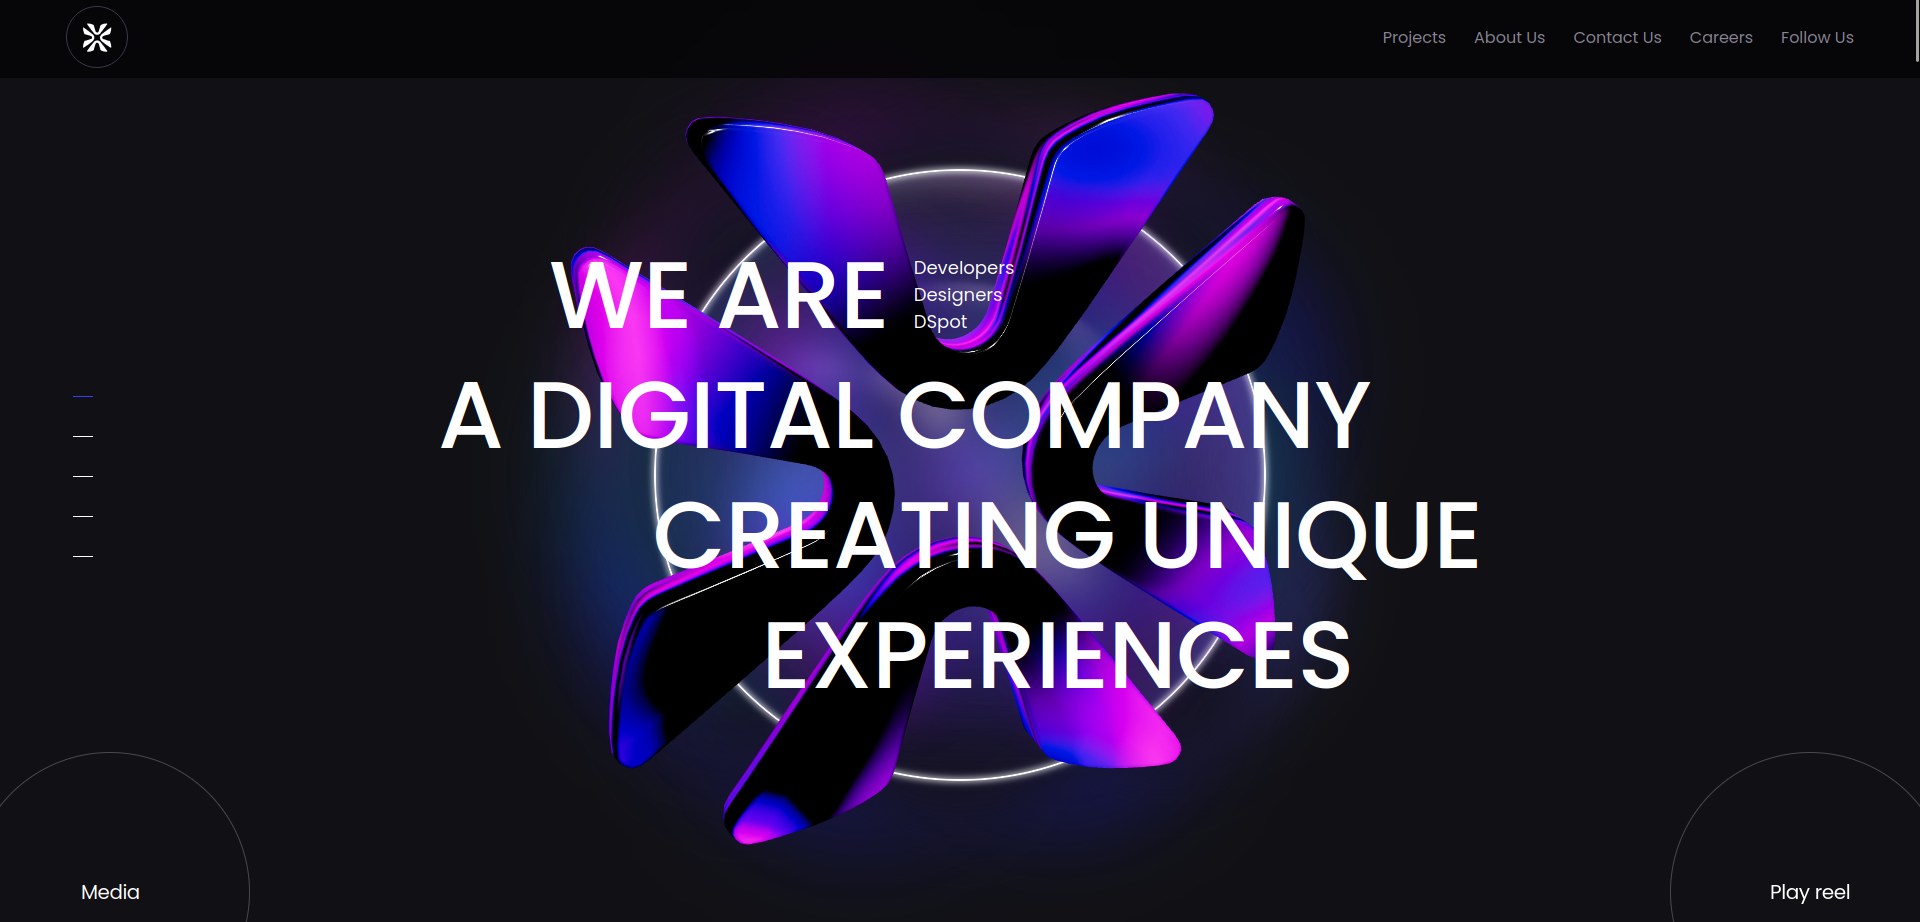 Projects About Us Contact Us Careers Follow Us
WE ARE
Developers
Designers
DSpot
A DIGITAL COMPANY
CREATING UNIQUE
EXPERIENCES
Media
Play reel